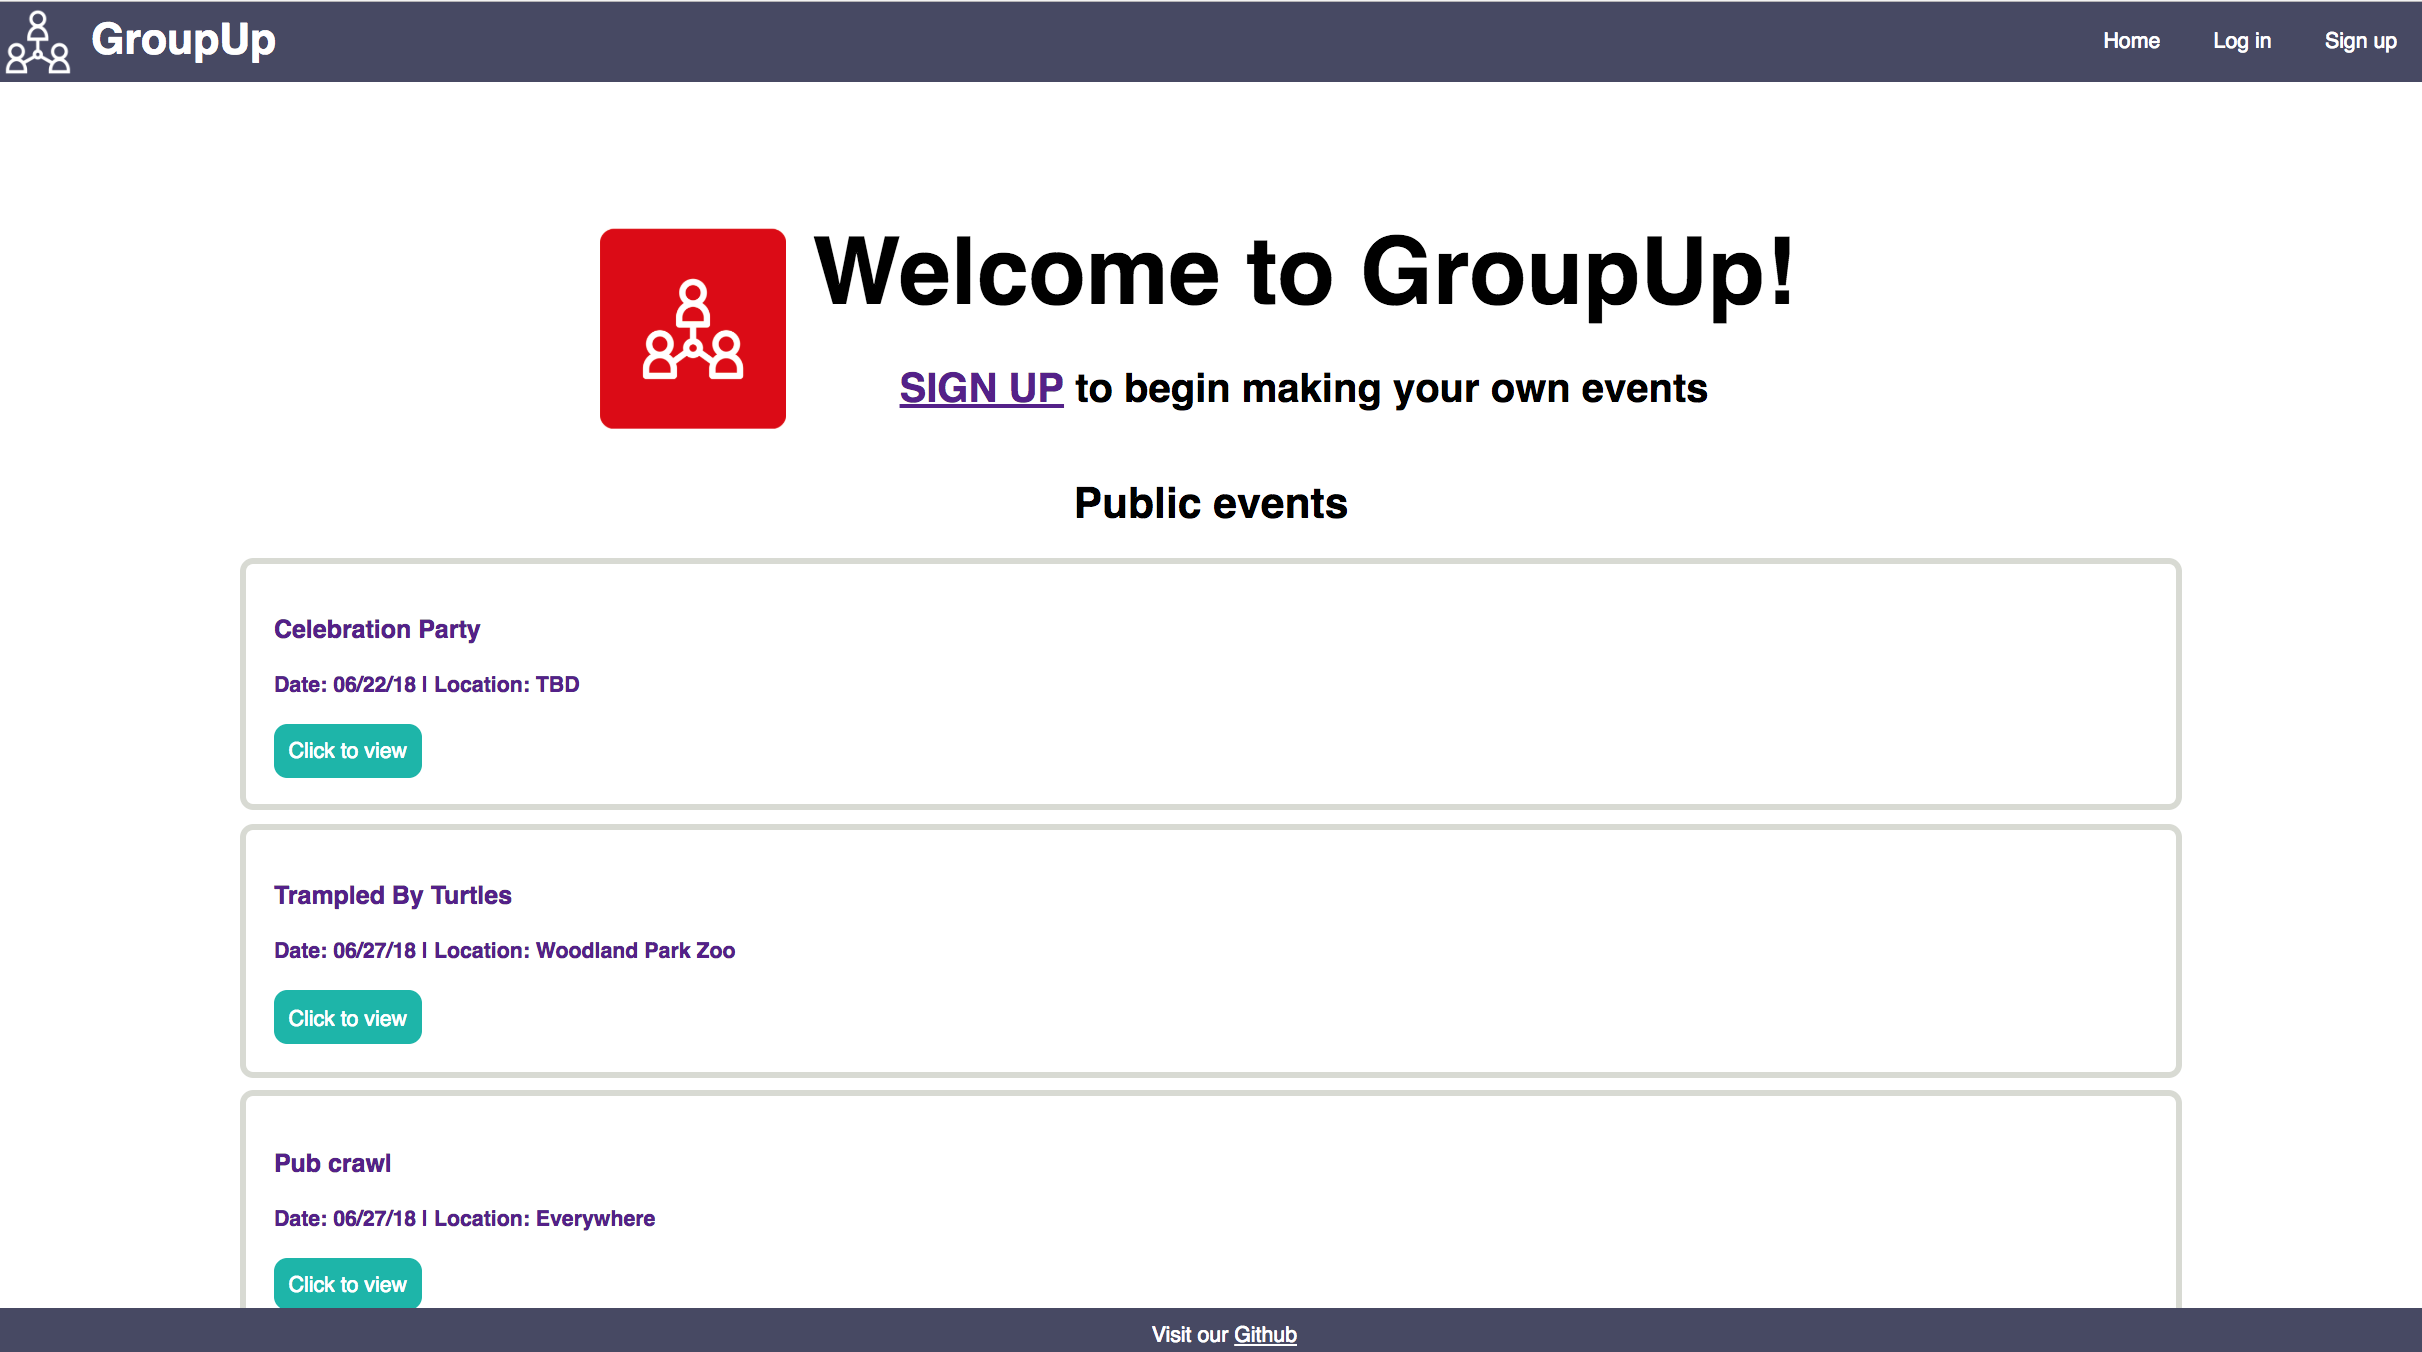 GroupUp
Home Log in Sign up
Welcome to GroupUp!
SIGN UP to begin making your own events
Public events
Celebration Party
Date: 06/22/18 | Location: TBD
Click to view
Trampled By Turtles
Date: 06/27/18 | Location: Woodland Park Zoo
Click to view
Pub crawl
Date: 06/27/18 | Location: Everywhere
Click to view
Visit our Github